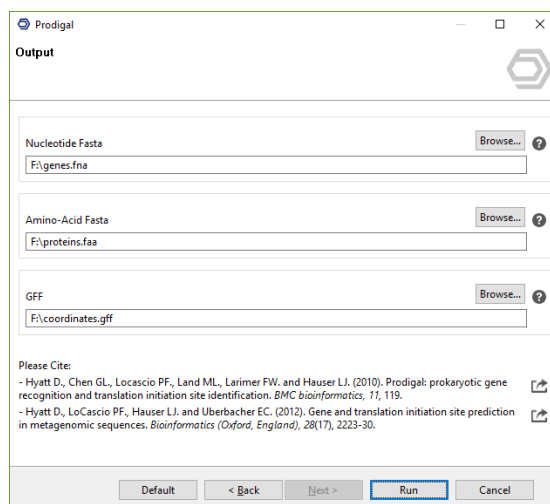 Prodigal
Output
Nucleotide Fasta
Browse...
F:\genes.fna
Amino-Acid Fasta
Browse...
F:\proteins.faa
GFF
Browse...
F:\coordinates.gff
Please Cite:
- Hyatt D., Chen GL., Locascio PF., Land ML., Larimer FW. and Hauser LJ. (2010). Prodigal: prokaryotic gene
recognition and translation initiation site identification. BMC bioinformatics, 11, 119.
- Hyatt D., LoCascio PF., Hauser LJ. and Uberbacher EC. (2012). Gene and translation initiation site prediction
in metagenomic sequences. Bioinformatics (Oxford, England), 28(17), 2223-30.
Default < Back Next > Run Cancel